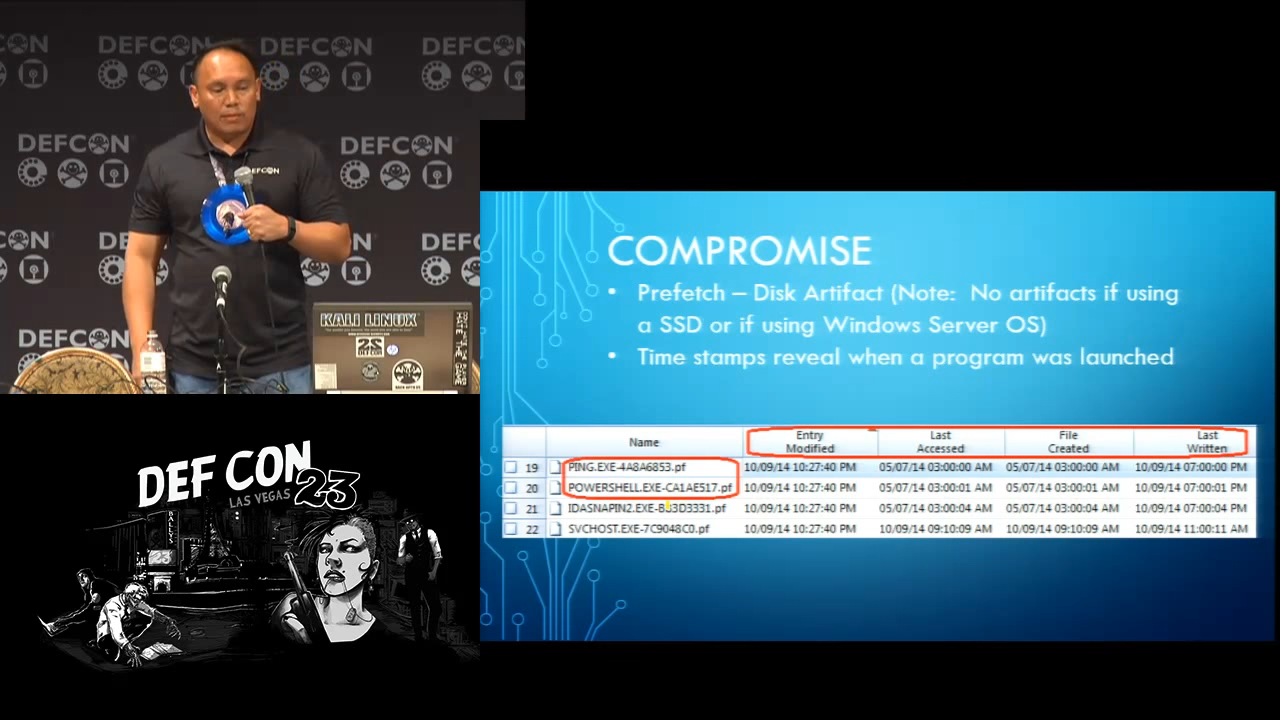 DEFCON
DEFCON
DEFCON
DEFCON
DEFCON
DEFCON
DEFCON
KALI LINUX
DEF CON
HATE THE GAME
DEF CON 23
LAS VEGAS
BALLYS
COMPROMISE
• Prefetch – Disk Artifact (Note: No artifacts if using
a SSD or if using Windows Server OS)
• Time stamps reveal when a program was launched
Name Entry Modified Last Accessed File Created Last Written
19 PING.EXE-4A8A6853.pf 10/09/14 10:27:40 PM 05/07/14 03:00:00 AM 05/07/14 03:00:00 AM 10/09/14 07:00:00 PM
20 POWERSHELL.EXE-CA1AE517.pf 10/09/14 10:27:40 PM 05/07/14 03:00:01 AM 05/07/14 03:00:01 AM 10/09/14 07:00:01 PM
21 10/09/14 10:27:40 PM 05/07/14 03:00:04 AM 05/07/14 03:00:04 AM 10/09/14 07:00:04 PM
22 SVCHOST.EXE-7C9048C0.pf 10/09/14 10:27:40 PM 10/09/14 09:10:09 AM 10/09/14 09:10:09 AM 10/09/14 11:00:11 AM